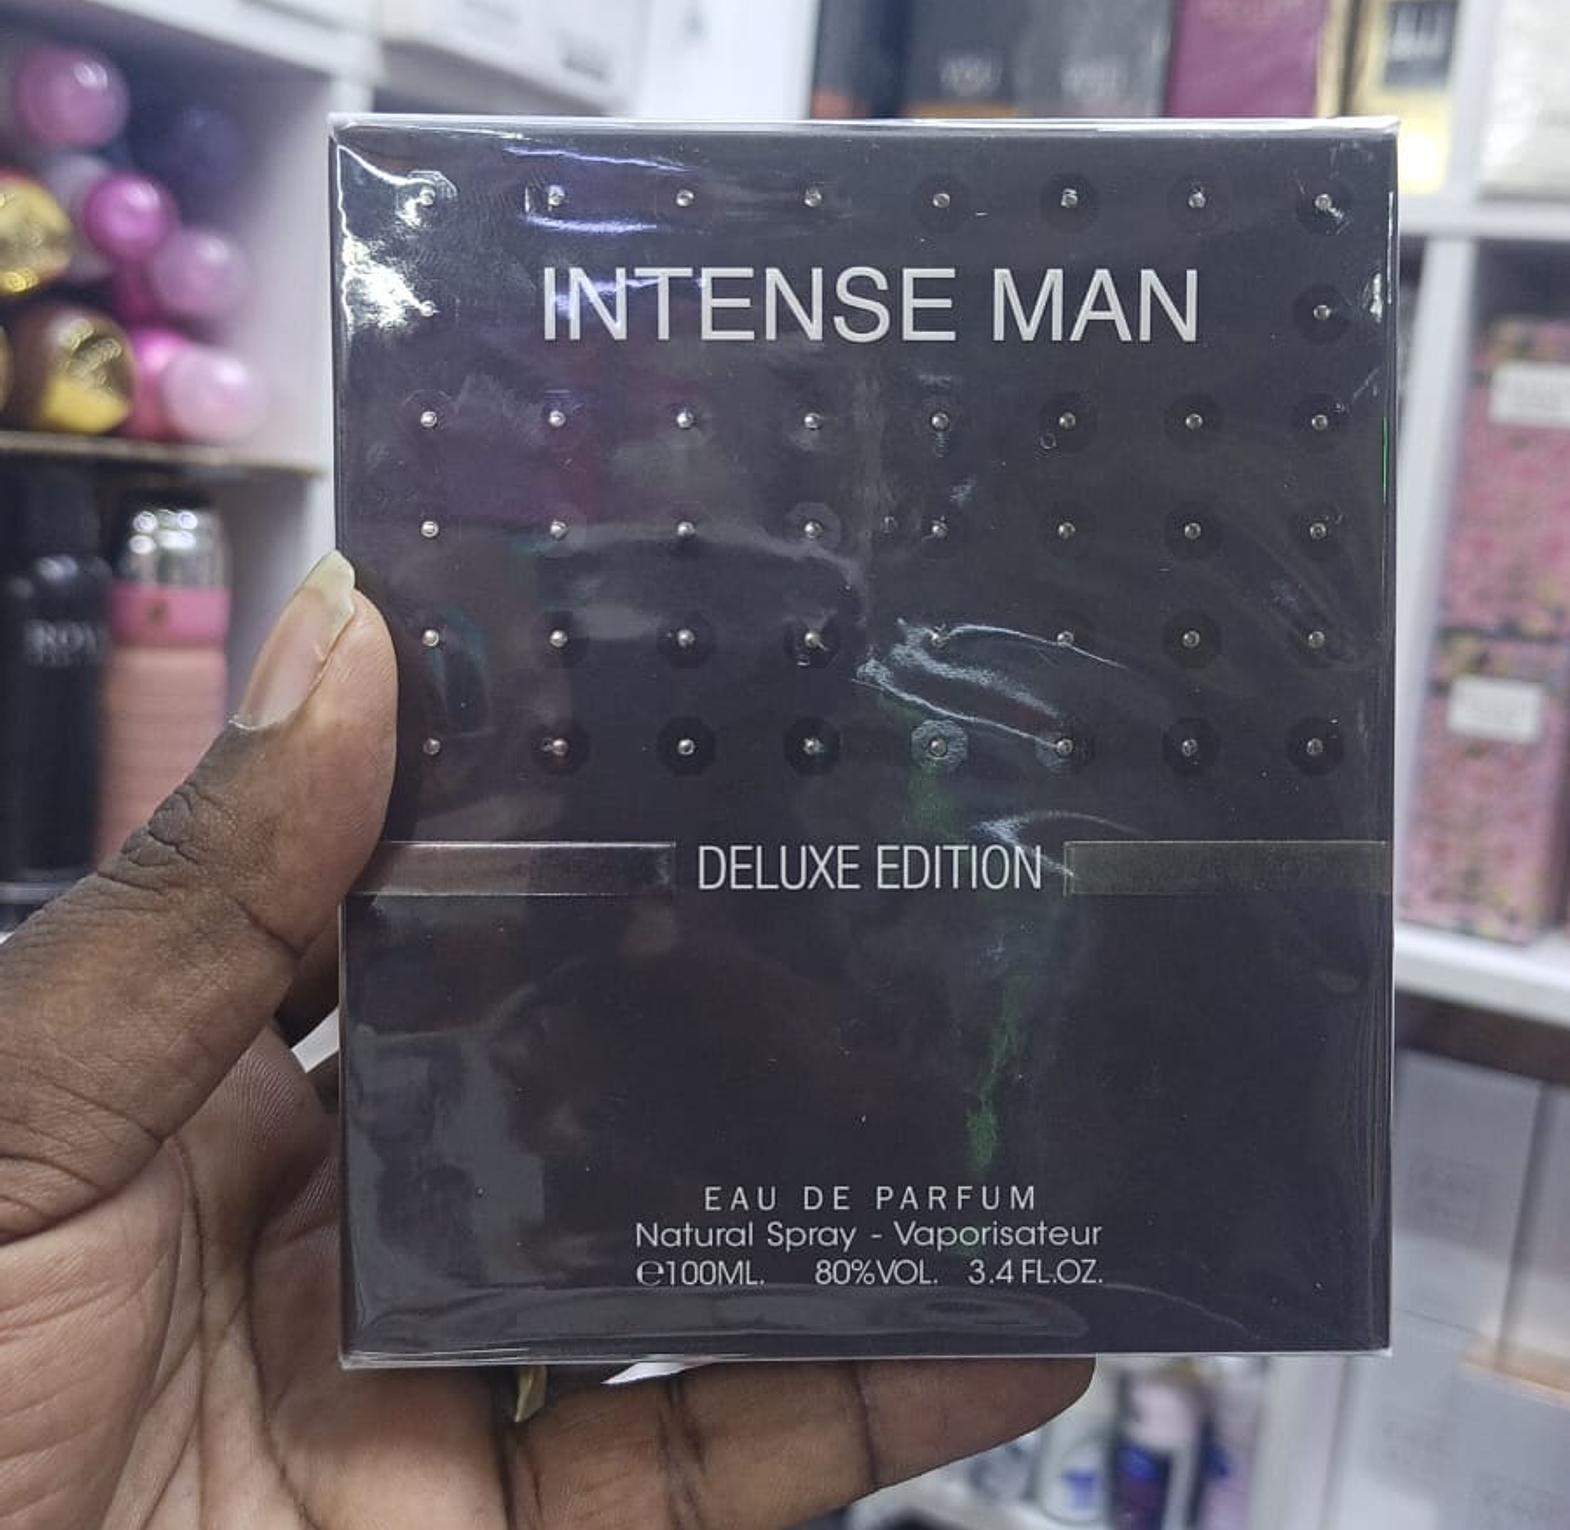 INTENSE MAN
DELUXE EDITION
EAU DE PARFUM
Natural Spray - Vaporisateur
℮100ML. 80%VOL. 3.4 FL.OZ.